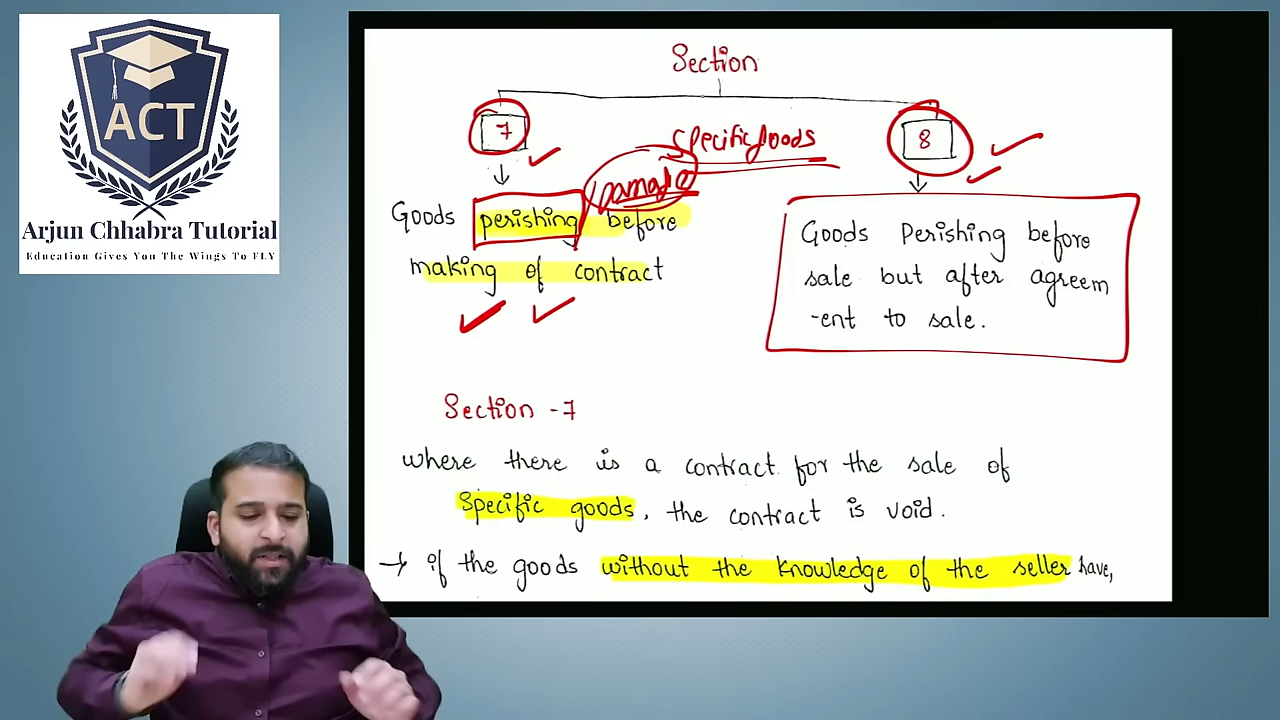 ACT
Arjun Chhabra Tutorial
Education Gives You The Wings To FLY
Section
7
Specific goods
8
Goods perishing before
making of contract
Goods Perishing before
sale but after agreem
-ent to sale.
Section -7
where there is a contract for the sale of
Specific goods, the contract is void.
→ if the goods without the knowledge of the seller have,